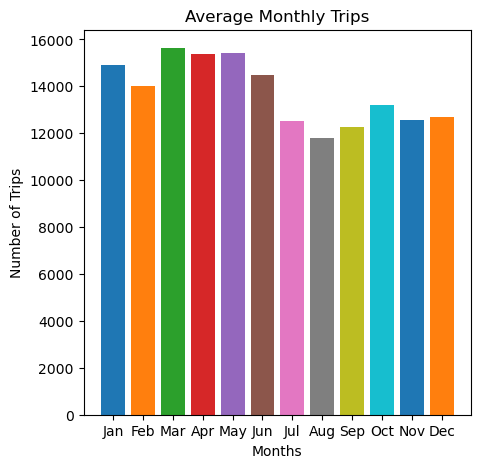 Average Monthly Trips
Number of Trips
16000
14000
12000
10000
8000
6000
4000
2000
0
Jan Feb Mar Apr May Jun Jul Aug Sep Oct Nov Dec
Months